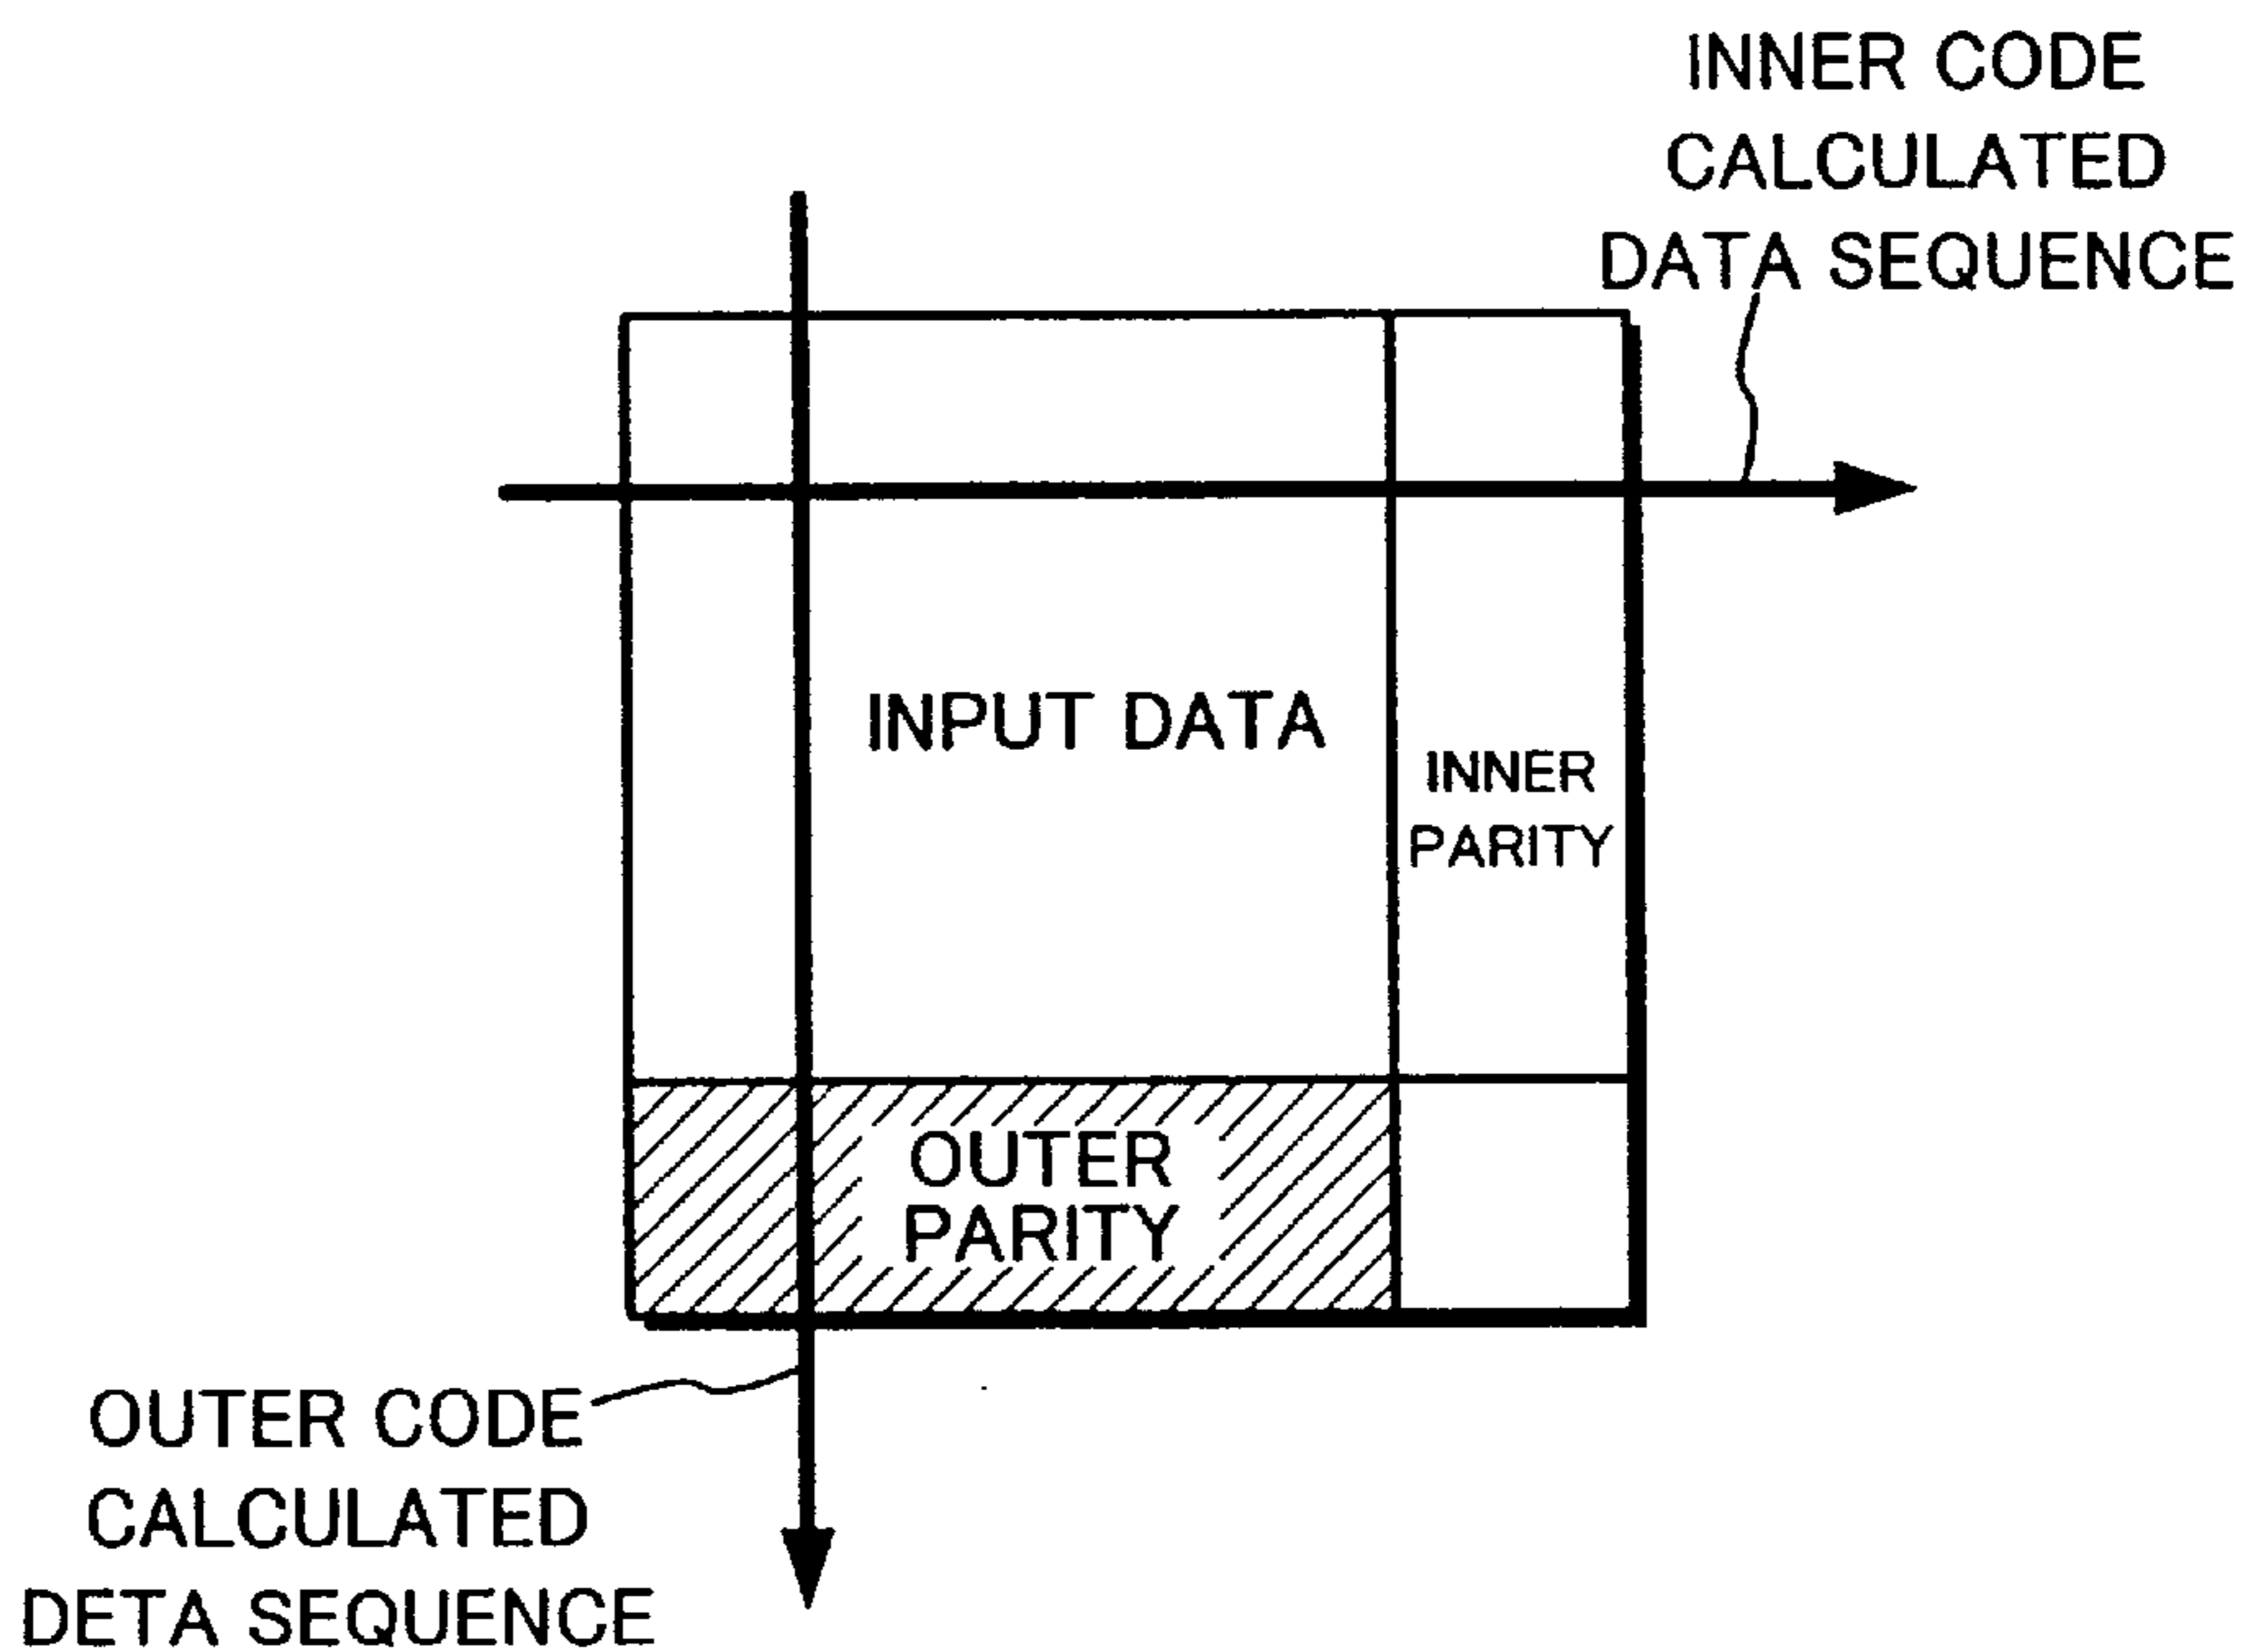 INNER CODE
CALCULATED
DATA SEQUENCE
INPUT DATA
INNER
PARITY
OUTER
PARITY
OUTER CODE
CALCULATED
DETA SEQUENCE